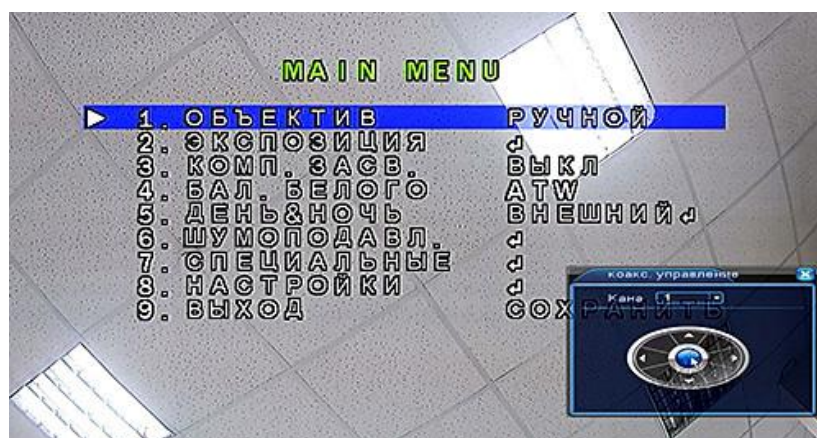 MAIN MENU
1. ОБЪЕКТИВ РУЧНОЙ
2. ЭКСПОЗИЦИЯ ↲
3. КОМП. ЗАСВ. ВЫКЛ
4. БАЛ. БЕЛОГО ATW
5. ДЕНЬ&НОЧЬ ВНЕШНИЙ↲
6. ШУМОПОДАВЛ. ↲
7. СПЕЦИАЛЬНЫЕ ↲
8. НАСТРОЙКИ ↲
9. ВЫХОД СОХРАНИТЬ
коакс. управление
Кана 1